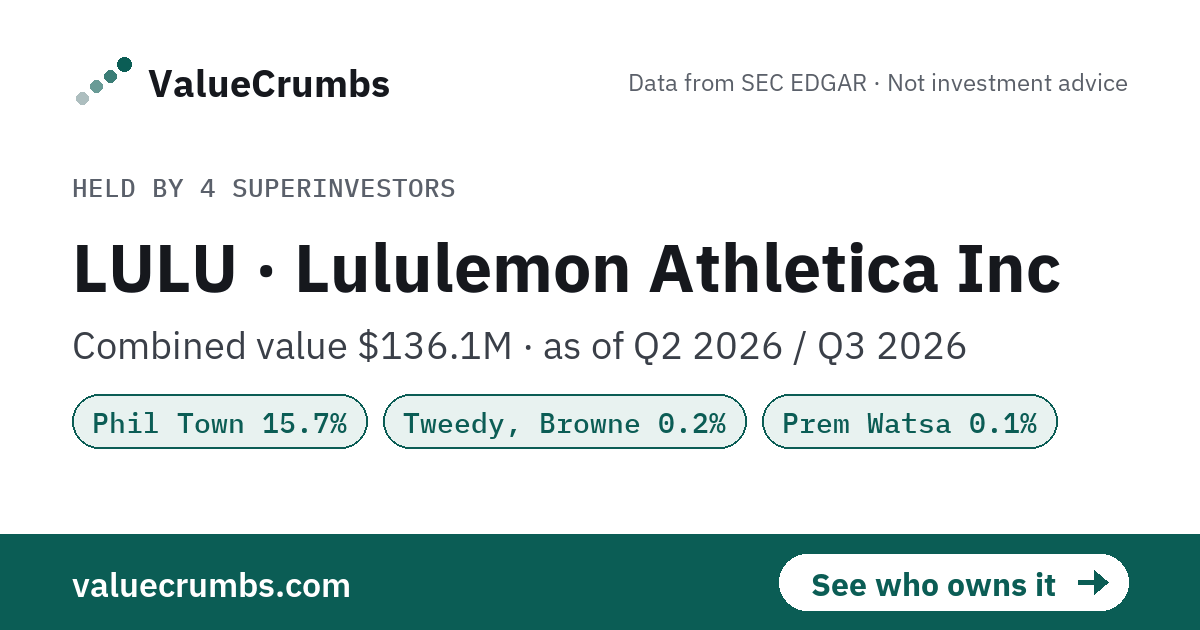 ValueCrumbs
Data from SEC EDGAR · Not investment advice
HELD BY 4 SUPERINVESTORS
LULU · Lululemon Athletica Inc
Combined value $136.1M · as of Q2 2026 / Q3 2026
Phil Town 15.7%
Tweedy, Browne 0.2%
Prem Watsa 0.1%
valuecrumbs.com
See who owns it →